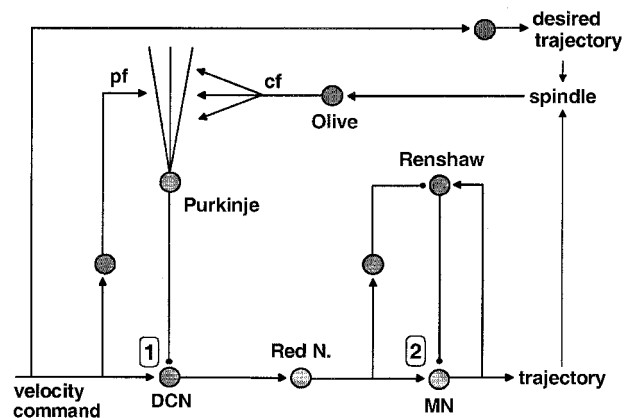 desired
trajectory
pf
cf
spindle
Olive
Renshaw
Purkinje
1
Red N.
2
velocity
command
DCN
MN
trajectory